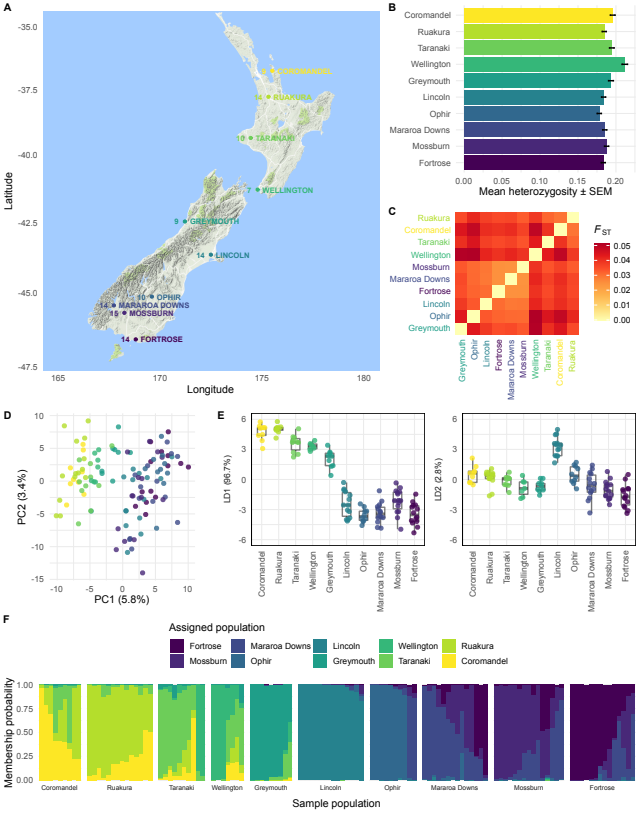 A
-35.0
-37.5
-40.0
-42.5
-45.0
-47.5
Latitude
COROMANDEL
RUAKURA
TARANAKI
7 WELLINGTON
9 GREYMOUTH
14 LINCOLN
10 OPHIR
14 MARAROA DOWNS
15 MOSSBURN
14 FORTROSE
165
170
175
180
Longitude
B
Coromandel
Ruakura
Taranaki
Wellington
Greymouth
Lincoln
Ophir
Mararoa Downs
Mossburn
Fortrose
0.00 0.05 0.10 0.15 0.20
Mean heterozygosity ± SEM
C
Ruakura
Coromandel
Taranaki
Wellington
Mossburn
Mararoa Downs
Fortrose
Lincoln
Ophir
Greymouth
Greymouth
Ophir
Lincoln
Fortrose
Mararoa Downs
Mossburn
Wellington
Taranaki
Coromandel
Ruakura
FST
0.05
0.04
0.03
0.02
0.01
0.00
D
10
5
0
-5
-10
-15
PC2 (3.4%)
-10 -5 0 5 10
PC1 (5.8%)
E
6
3
0
-3
-6
LD1 (96.7%)
Coromandel
Ruakura
Taranaki
Wellington
Greymouth
Lincoln
Ophir
Mararoa Downs
Mossburn
Fortrose
6
3
0
-3
-6
LD2 (2.8%)
Coromandel
Ruakura
Taranaki
Wellington
Greymouth
Lincoln
Ophir
Mararoa Downs
Mossburn
Fortrose
F
Assigned population
Fortrose Mararoa Downs Lincoln Wellington Ruakura
Mossburn Ophir Greymouth Taranaki Coromandel
1.00
0.75
0.50
0.25
0.00
Membership probability
Coromandel Ruakura Taranaki Wellington Greymouth Lincoln Ophir Mararoa Downs Mossburn Fortrose
Sample population